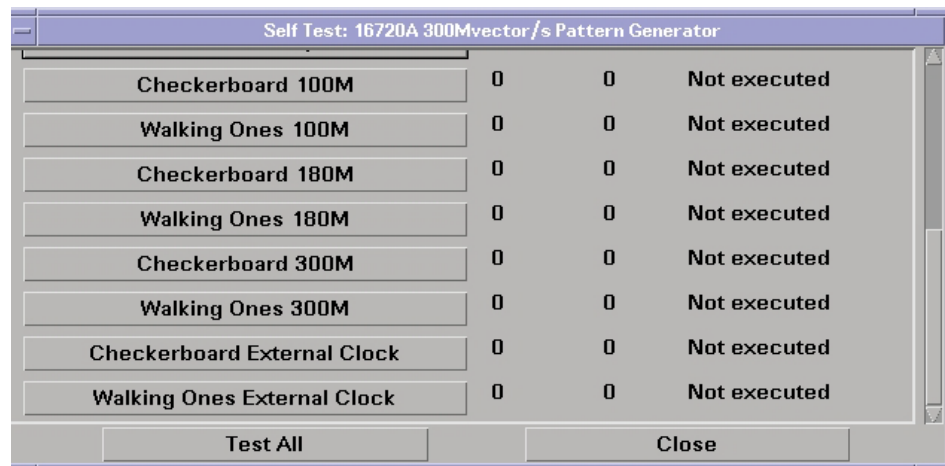 Self Test: 16720A 300Mvector/s Pattern Generator
Checkerboard 100M 0 0 Not executed
Walking Ones 100M 0 0 Not executed
Checkerboard 180M 0 0 Not executed
Walking Ones 180M 0 0 Not executed
Checkerboard 300M 0 0 Not executed
Walking Ones 300M 0 0 Not executed
Checkerboard External Clock 0 0 Not executed
Walking Ones External Clock 0 0 Not executed
Test All Close